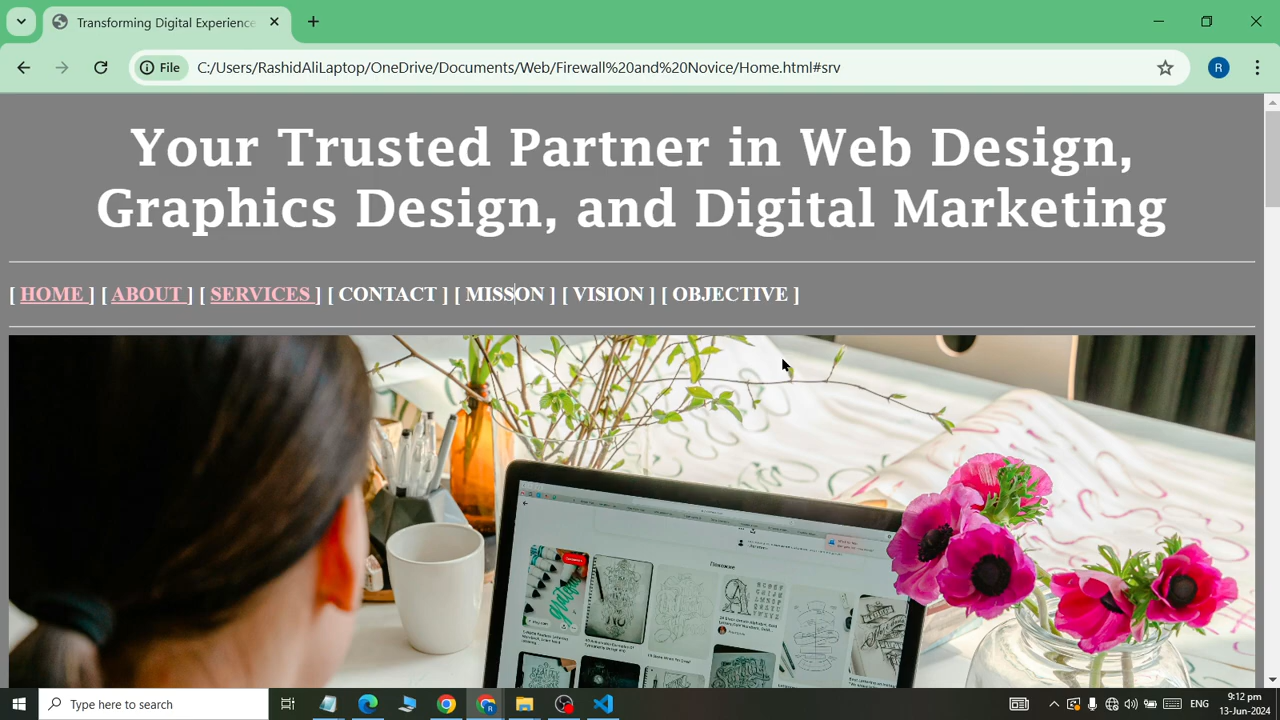 Transforming Digital Experience
File
C:/Users/RashidAliLaptop/OneDrive/Documents/Web/Firewall%20and%20Novice/Home.html#srv
R
Your Trusted Partner in Web Design,
Graphics Design, and Digital Marketing
[ HOME ] [ ABOUT ] [ SERVICES ] [ CONTACT ] [ MISSON ] [ VISION ] [ OBJECTIVE ]
Type here to search
ENG
9:12 pm
13-Jun-2024